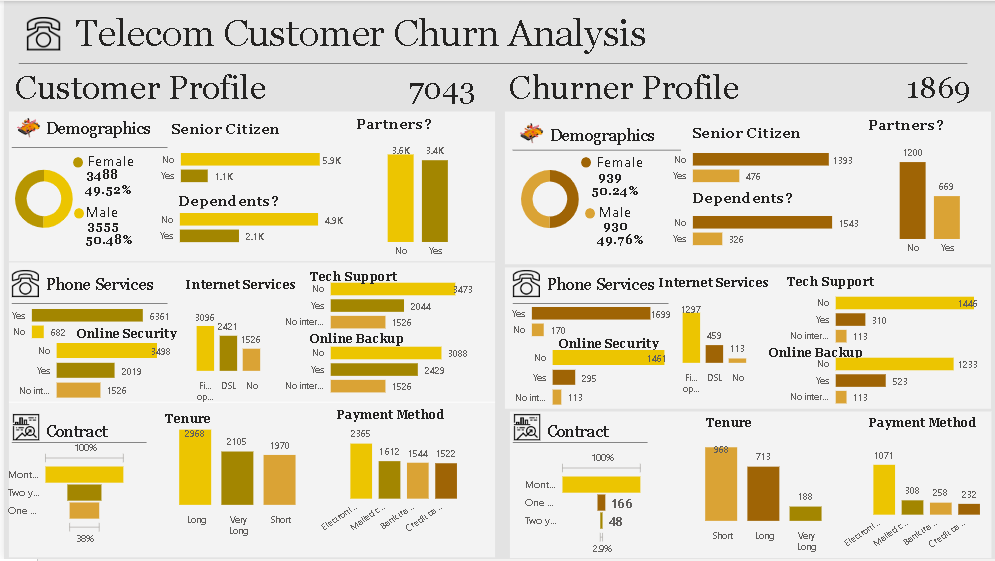 Telecom Customer Churn Analysis
Customer Profile 7043
Demographics
Female
3488
49.52%
Male
3555
50.48%
Senior Citizen
No 5.9K
Yes 1.1K
Dependents?
No 4.9K
Yes 2.1K
Partners?
3.6K 3.4K
No Yes
Phone Services
Yes 6361
No 682
Online Security
No 3498
Yes 2019
No int... 1526
Internet Services
3096
2421
1526
Fi... DSL No
op...
Tech Support
No 3473
Yes 2044
No inter... 1526
Online Backup
No 3088
Yes 2429
No inter... 1526
Contract
100%
Mont...
Two y...
One ...
38%
Tenure
2968
2105
1970
Long Very Short
Long
Payment Method
2365
1612 1544 1522
Electroni... Mailed c... Bank tra... Credit ca...
Churner Profile 1869
Demographics
Female
939
50.24%
Male
930
49.76%
Senior Citizen
No 1393
Yes 476
Dependents?
No 1543
Yes 326
Partners?
1200
669
No Yes
Phone Services
Yes 1699
No 170
Online Security
No 1461
Yes 295
No int... 113
Internet Services
1297
459
113
Fi... DSL No
op...
Tech Support
No 1446
Yes 310
No inter... 113
Online Backup
No 1233
Yes 523
No inter... 113
Contract
100%
Mont...
One ... 166
Two y... 48
2.9%
Tenure
968
713
188
Short Long Very
Long
Payment Method
1071
308 258 232
Electroni... Mailed c... Bank tra... Credit ca...